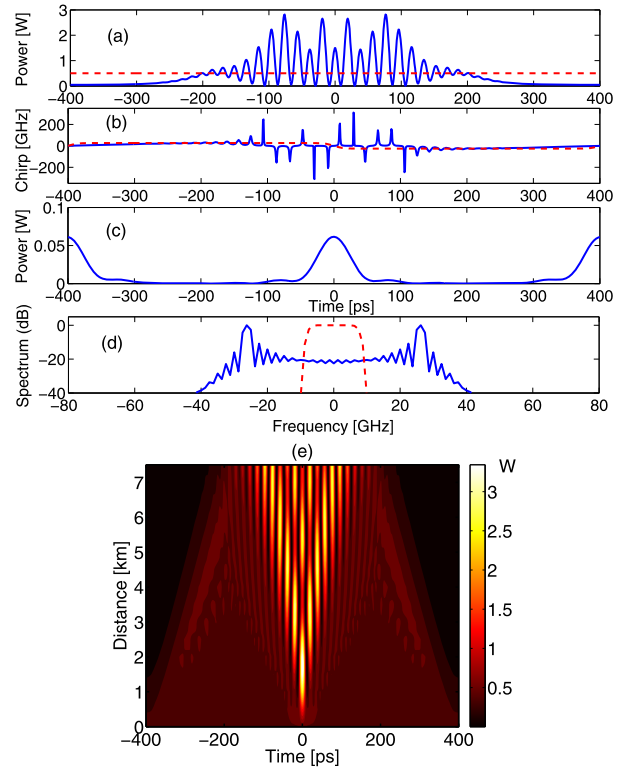 3
2
1
0
Power [W]
(a)
−400 −300 −200 −100 0 100 200 300 400
200
0
−200
Chirp [GHz]
(b)
−400 −300 −200 −100 0 100 200 300 400
0.1
0.05
0
Power [W]
(c)
−400 −300 −200 −100 0 100 200 300 400
Time [ps]
0
−20
−40
Spectrum (dB)
(d)
−80 −60 −40 −20 0 20 40 60 80
Frequency [GHz]
(e)
7
6
5
4
3
2
1
0
Distance [km]
−400 −200 0 200 400
Time [ps]
W
3
2.5
2
1.5
1
0.5